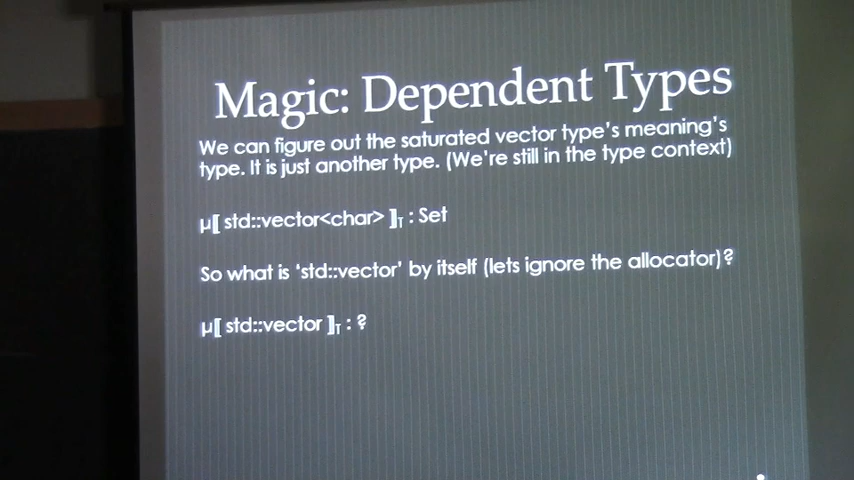 Magic: Dependent Types
We can figure out the saturated vector type's meaning's
type. It is just another type. (We're still in the type context)
μ⟦ std::vector<char> ⟧T : Set
So what is 'std::vector' by itself (lets ignore the allocator)?
μ⟦ std::vector ⟧T : ?